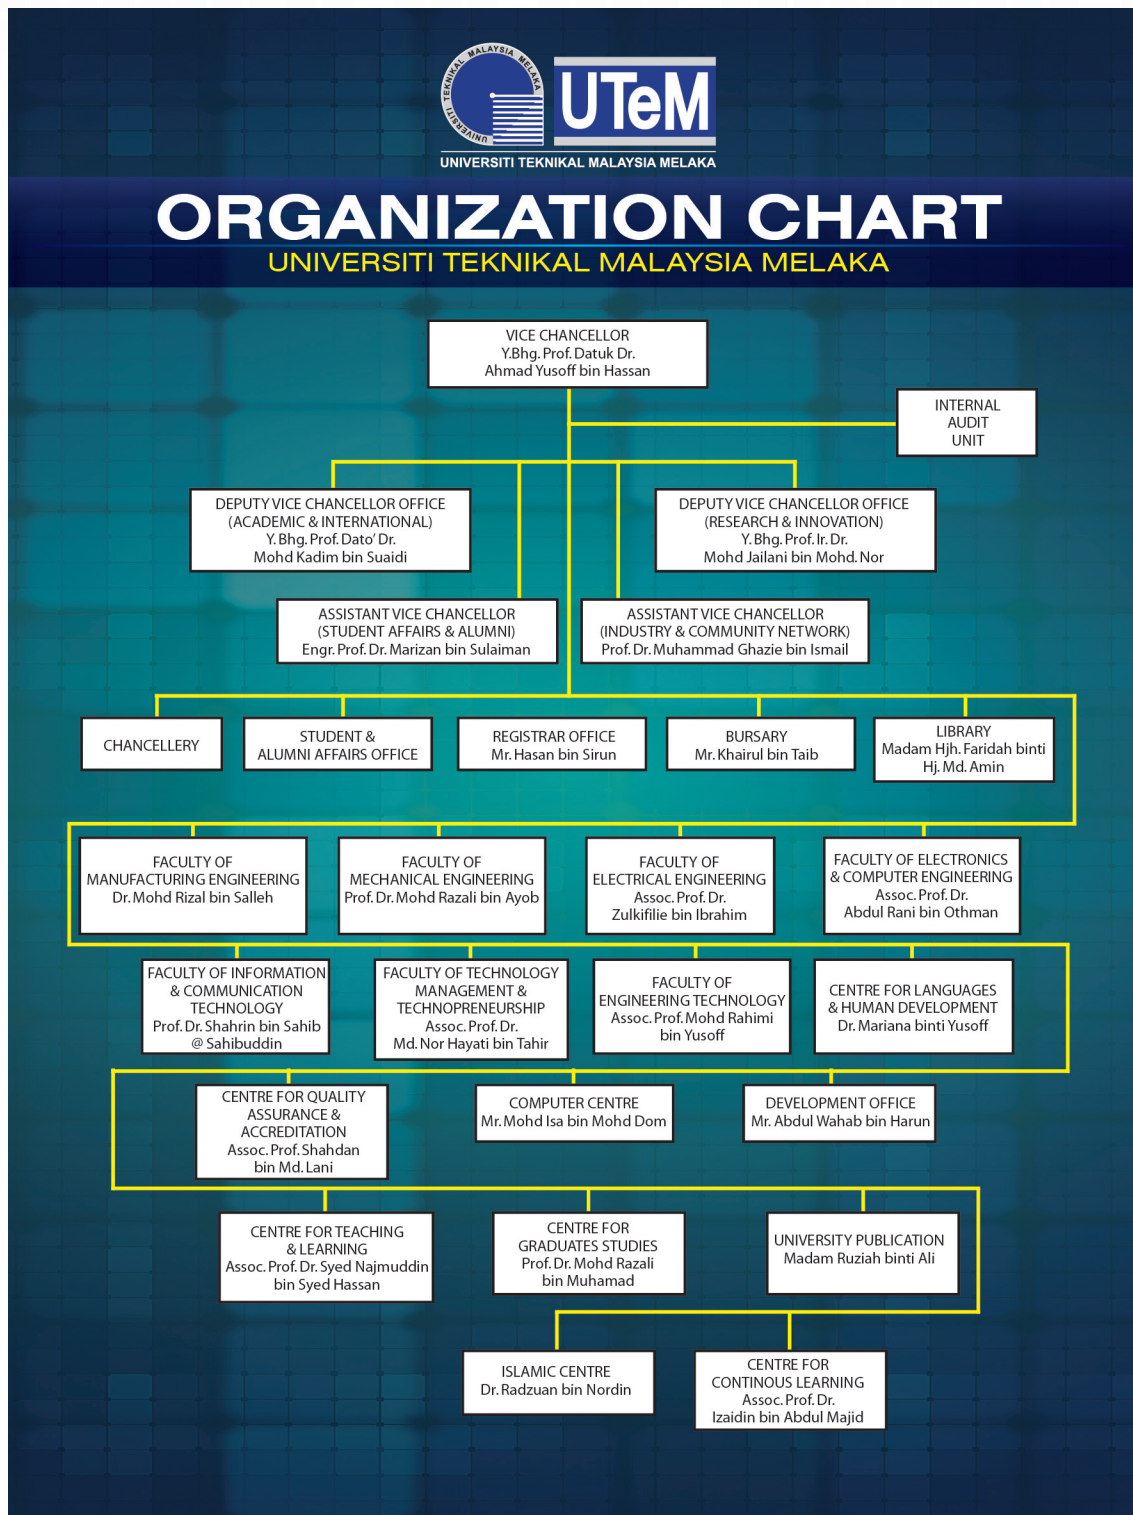 UNIVERSITI TEKNIKAL MALAYSIA MELAKA
UTeM
UNIVERSITI TEKNIKAL MALAYSIA MELAKA
ORGANIZATION CHART
UNIVERSITI TEKNIKAL MALAYSIA MELAKA
VICE CHANCELLOR
Y.Bhg. Prof. Datuk Dr.
Ahmad Yusoff bin Hassan
INTERNAL
AUDIT
UNIT
DEPUTY VICE CHANCELLOR OFFICE
(ACADEMIC & INTERNATIONAL)
Y. Bhg. Prof. Dato’ Dr.
Mohd Kadim bin Suaidi
DEPUTY VICE CHANCELLOR OFFICE
(RESEARCH & INNOVATION)
Y. Bhg. Prof. Ir. Dr.
Mohd Jailani bin Mohd. Nor
ASSISTANT VICE CHANCELLOR
(STUDENT AFFAIRS & ALUMNI)
Engr. Prof. Dr. Marizan bin Sulaiman
ASSISTANT VICE CHANCELLOR
(INDUSTRY & COMMUNITY NETWORK)
Prof. Dr. Muhammad Ghazie bin Ismail
CHANCELLERY
STUDENT &
ALUMNI AFFAIRS OFFICE
REGISTRAR OFFICE
Mr. Hasan bin Sirun
BURSARY
Mr. Khairul bin Taib
LIBRARY
Madam Hjh. Faridah binti
Hj. Md. Amin
FACULTY OF
MANUFACTURING ENGINEERING
Dr. Mohd Rizal bin Salleh
FACULTY OF
MECHANICAL ENGINEERING
Prof. Dr. Mohd Razali bin Ayob
FACULTY OF
ELECTRICAL ENGINEERING
Assoc. Prof. Dr.
Zulkifilie bin Ibrahim
FACULTY OF ELECTRONICS
& COMPUTER ENGINEERING
Assoc. Prof. Dr.
Abdul Rani bin Othman
FACULTY OF INFORMATION
& COMMUNICATION
TECHNOLOGY
Prof. Dr. Shahrin bin Sahib
@ Sahibuddin
FACULTY OF TECHNOLOGY
MANAGEMENT &
TECHNOPRENEURSHIP
Assoc. Prof. Dr.
Md. Nor Hayati bin Tahir
FACULTY OF
ENGINEERING TECHNOLOGY
Assoc. Prof. Mohd Rahimi
bin Yusoff
CENTRE FOR LANGUAGES
& HUMAN DEVELOPMENT
Dr. Mariana binti Yusoff
CENTRE FOR QUALITY
ASSURANCE &
ACCREDITATION
Assoc. Prof. Shahdan
bin Md. Lani
COMPUTER CENTRE
Mr. Mohd Isa bin Mohd Dom
DEVELOPMENT OFFICE
Mr. Abdul Wahab bin Harun
CENTRE FOR TEACHING
& LEARNING
Assoc. Prof. Dr. Syed Najmuddin
bin Syed Hassan
CENTRE FOR
GRADUATES STUDIES
Prof. Dr. Mohd Razali
bin Muhamad
UNIVERSITY PUBLICATION
Madam Ruziah binti Ali
ISLAMIC CENTRE
Dr. Radzuan bin Nordin
CENTRE FOR
CONTINOUS LEARNING
Assoc. Prof. Dr.
Izaidin bin Abdul Majid